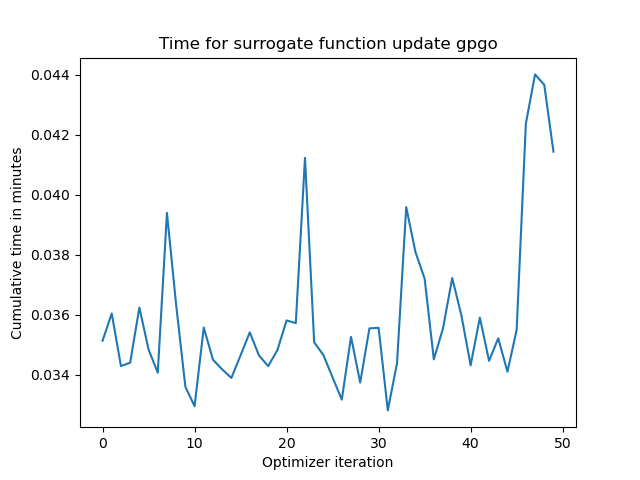 Time for surrogate function update gpgo
0.044
0.042
0.040
0.038
0.036
0.034
Cumulative time in minutes
0 10 20 30 40 50
Optimizer iteration